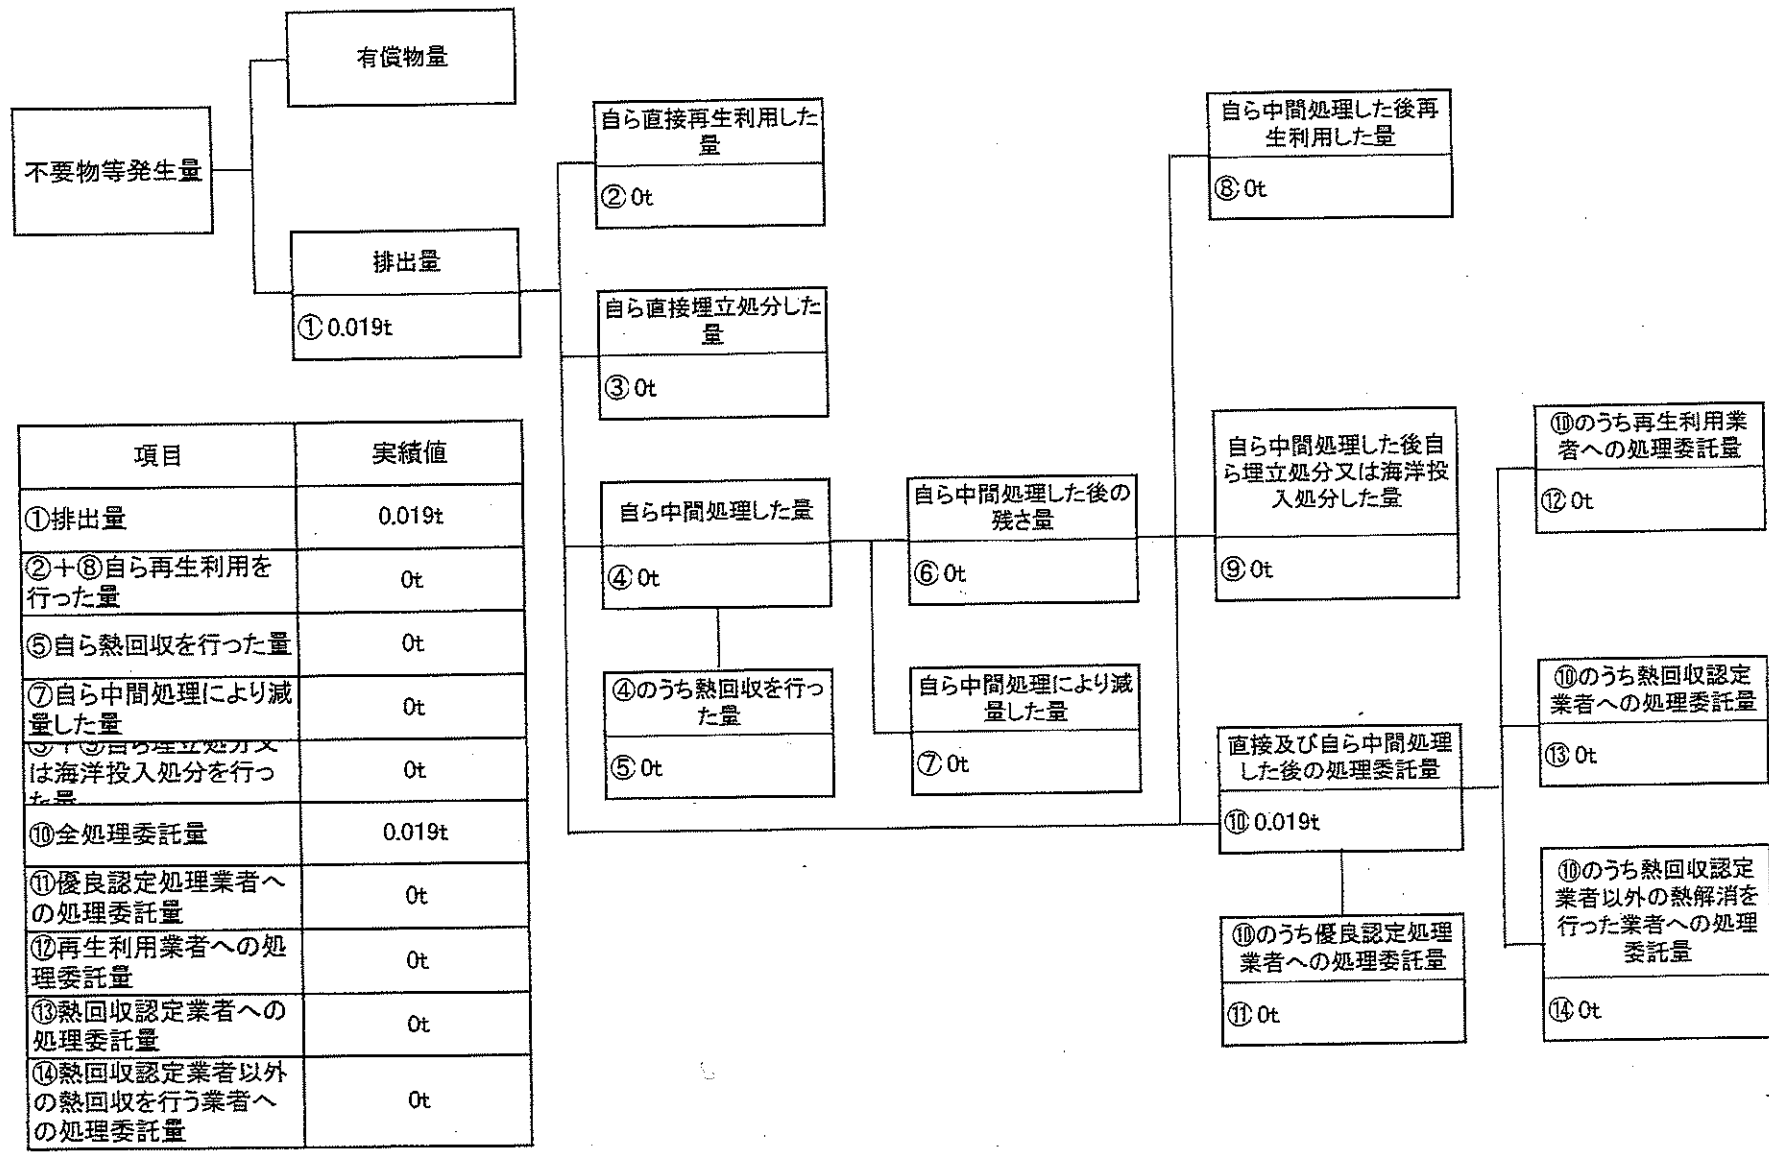 有償物量
不要物等発生量
排出量
① 0.019t
自ら直接再生利用した
量
② 0t
自ら直接埋立処分した
量
③ 0t
自ら中間処理した量
④ 0t
④のうち熱回収を行っ
た量
⑤ 0t
自ら中間処理した後の
残さ量
⑥ 0t
自ら中間処理により減
量した量
⑦ 0t
自ら中間処理した後再
生利用した量
⑧ 0t
自ら中間処理した後自
ら埋立処分又は海洋投
入処分した量
⑨ 0t
直接及び自ら中間処理
した後の処理委託量
⑩ 0.019t
⑩のうち優良認定処理
業者への処理委託量
⑪ 0t
⑩のうち再生利用業
者への処理委託量
⑫ 0t
⑩のうち熱回収認定
業者への処理委託量
⑬ 0t
⑩のうち熱回収認定
業者以外の熱解消を
行った業者への処理
委託量
⑭ 0t
項目 実績値
①排出量 0.019t
②＋⑧自ら再生利用を
行った量 0t
⑤自ら熱回収を行った量 0t
⑦自ら中間処理により減
量した量 0t
③＋⑨自ら埋立処分又
は海洋投入処分を行っ
た量 0t
⑩全処理委託量 0.019t
⑪優良認定処理業者へ
の処理委託量 0t
⑫再生利用業者への処
理委託量 0t
⑬熱回収認定業者への
処理委託量 0t
⑭熱回収認定業者以外
の熱回収を行う業者へ
の処理委託量 0t